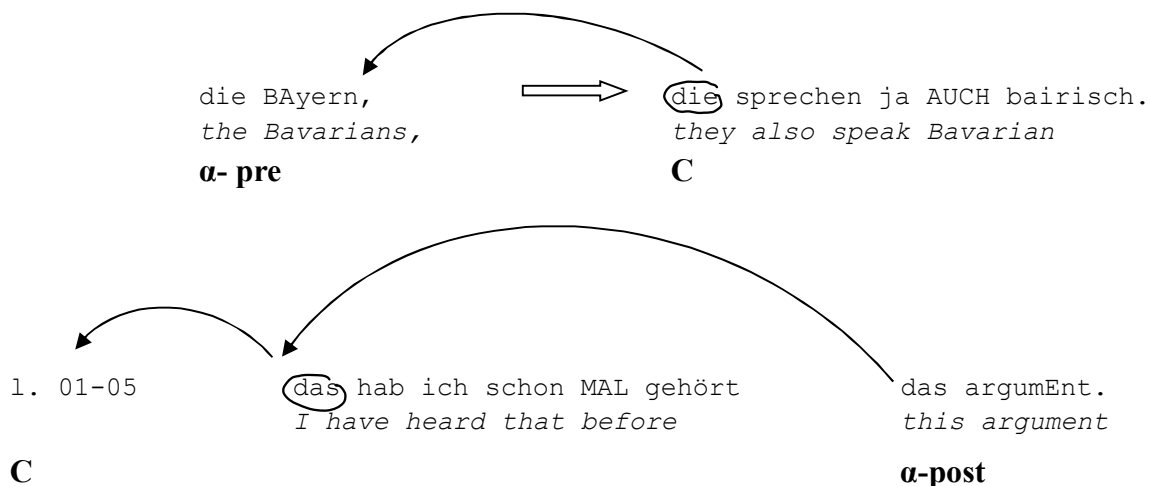 die BAyern, die sprechen ja AUCH bairisch.
the Bavarians, they also speak Bavarian
α- pre C
l. 01-05 das hab ich schon MAL gehört das argumEnt.
I have heard that before this argument
C α-post